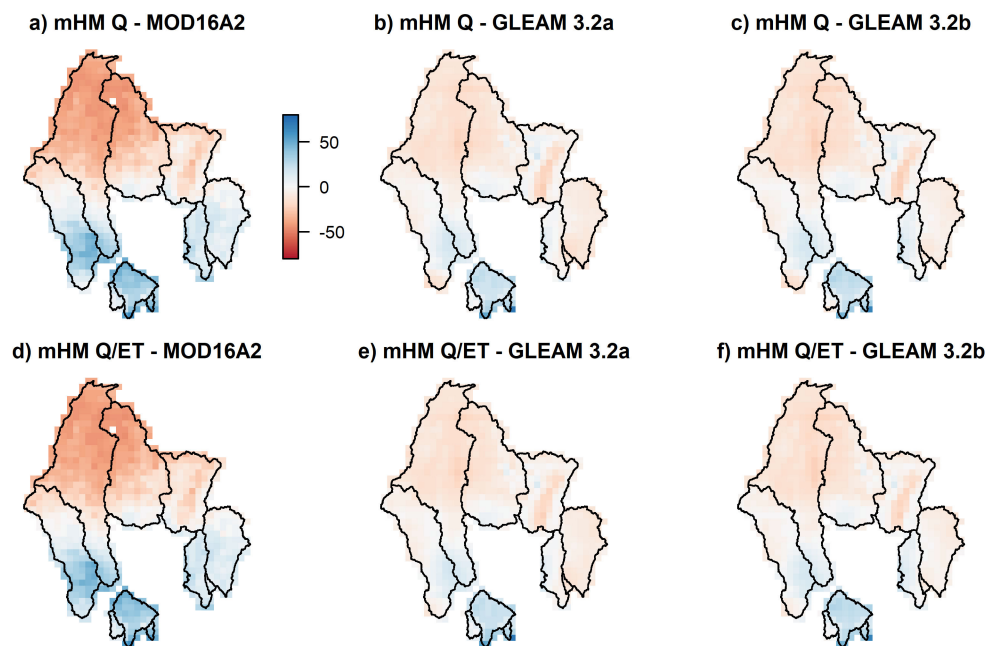 a) mHM Q - MOD16A2
b) mHM Q - GLEAM 3.2a
c) mHM Q - GLEAM 3.2b
50
0
-50
d) mHM Q/ET - MOD16A2
e) mHM Q/ET - GLEAM 3.2a
f) mHM Q/ET - GLEAM 3.2b